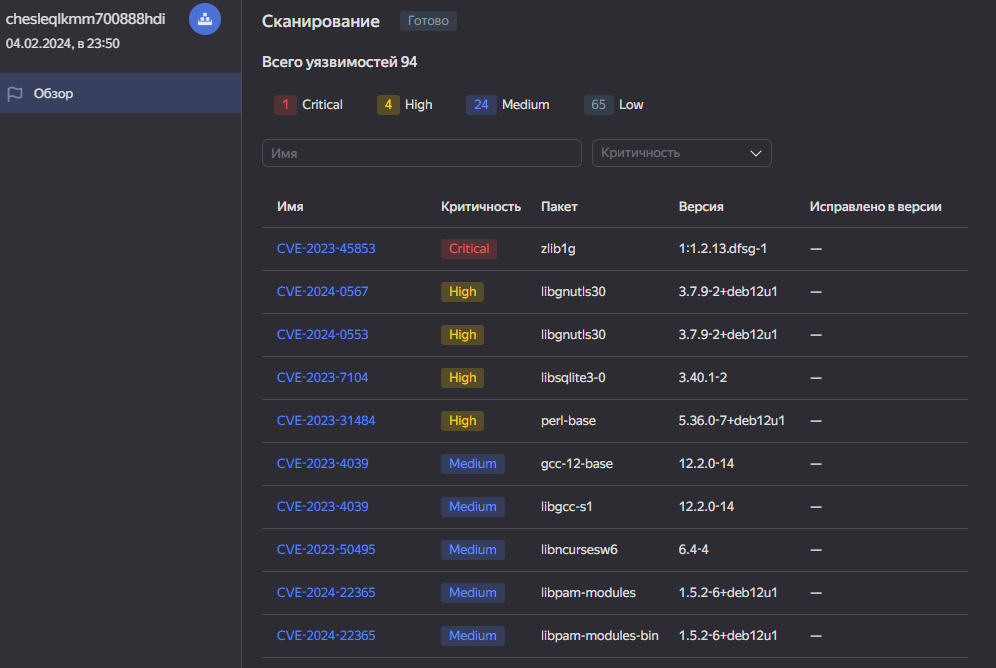 chesleqlkmm700888hdi
04.02.2024, в 23:50
Обзор
Сканирование Готово
Всего уязвимостей 94
1 Critical 4 High 24 Medium 65 Low
Имя Критичность
Имя Критичность Пакет Версия Исправлено в версии
CVE-2023-45853 Critical zlib1g 1:1.2.13.dfsg-1 —
CVE-2024-0567 High libgnutls30 3.7.9-2+deb12u1 —
CVE-2024-0553 High libgnutls30 3.7.9-2+deb12u1 —
CVE-2023-7104 High libsqlite3-0 3.40.1-2 —
CVE-2023-31484 High perl-base 5.36.0-7+deb12u1 —
CVE-2023-4039 Medium gcc-12-base 12.2.0-14 —
CVE-2023-4039 Medium libgcc-s1 12.2.0-14 —
CVE-2023-50495 Medium libncursesw6 6.4-4 —
CVE-2024-22365 Medium libpam-modules 1.5.2-6+deb12u1 —
CVE-2024-22365 Medium libpam-modules-bin 1.5.2-6+deb12u1 —